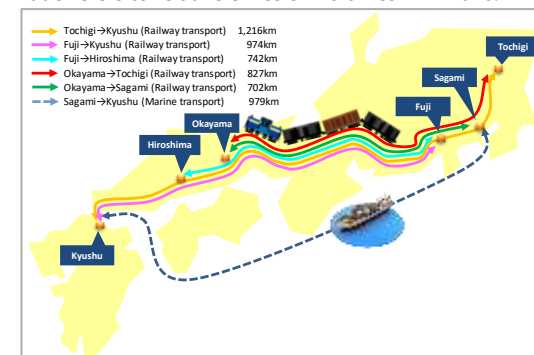 Tochigi→Kyushu (Railway transport) 1,216km
Fuji→Kyushu (Railway transport) 974km
Fuji→Hiroshima (Railway transport) 742km
Okayama→Tochigi (Railway transport) 827km
Okayama→Sagami (Railway transport) 702km
Sagami→Kyushu (Marine transport) 979km
Tochigi
Sagami
Fuji
Okayama
Hiroshima
Kyushu